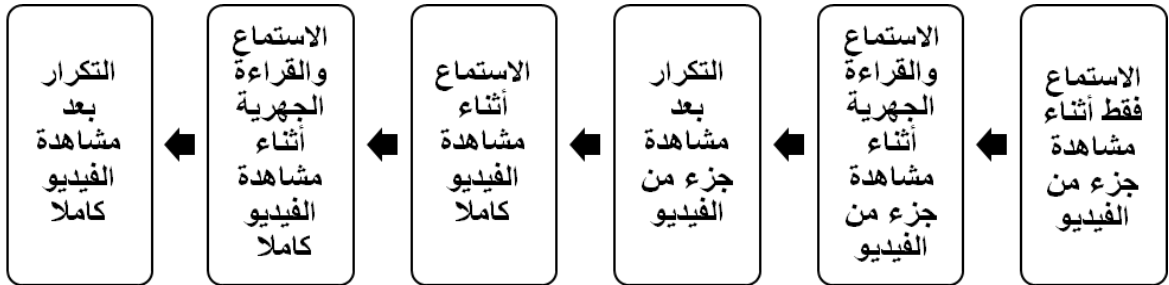 الاستماع
فقط أثناء
مشاهدة
جزء من
الفيديو
الاستماع
والقراءة
الجهرية
أثناء
مشاهدة
جزء من
الفيديو
التكرار
بعد
مشاهدة
جزء من
الفيديو
الاستماع
أثناء
مشاهدة
الفيديو
كاملا
الاستماع
والقراءة
الجهرية
أثناء
مشاهدة
الفيديو
كاملا
التكرار
بعد
مشاهدة
الفيديو
كاملا